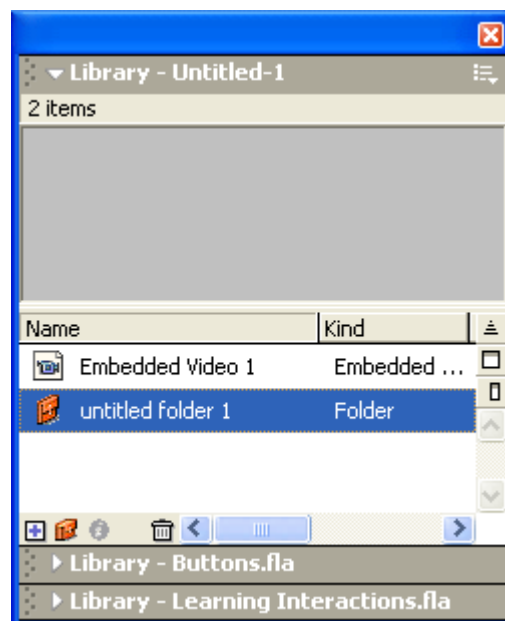 Library - Untitled-1
2 items
Name Kind
Embedded Video 1 Embedded ...
untitled folder 1 Folder
Library - Buttons.fla
Library - Learning Interactions.fla